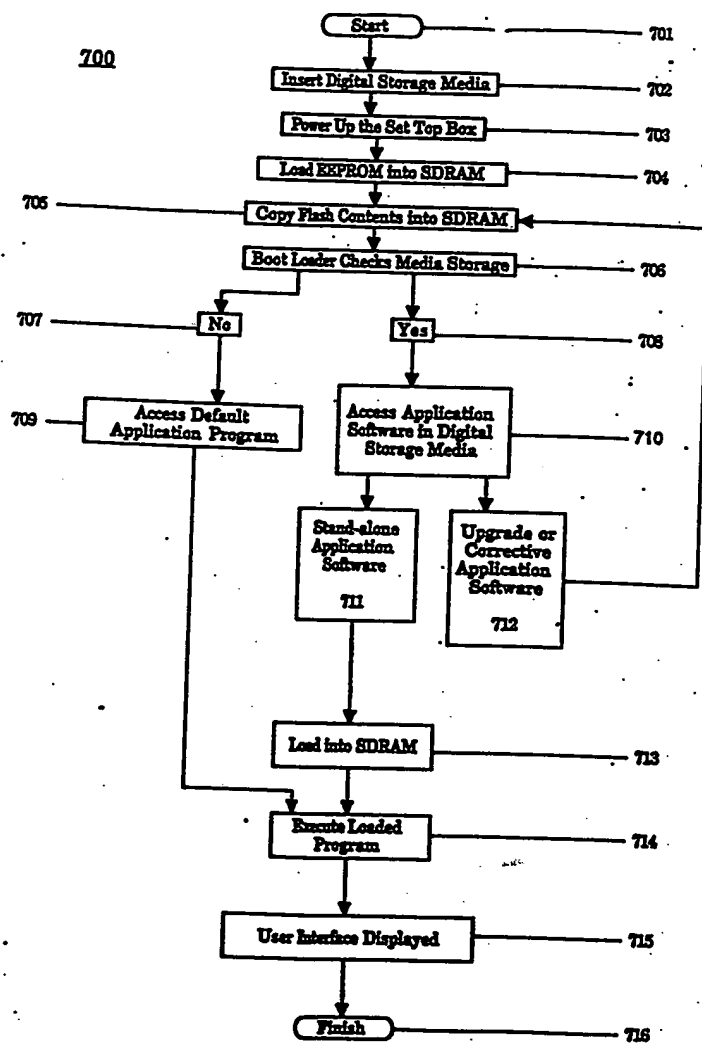 Start
701
700
Insert Digital Storage Media
702
Power Up the Set Top Box
703
Load EEPROM into SDRAM
704
705
Copy Flash Contents into SDRAM
Boot Loader Checks Media Storage
706
707
No
Yes
708
709
Access Default
Application Program
Access Application
Software in Digital
Storage Media
710
Stand-alone
Application
Software
711
Upgrade or
Corrective
Application
Software
712
Load into SDRAM
713
Execute Loaded
Program
714
User Interface Displayed
715
Finish
716